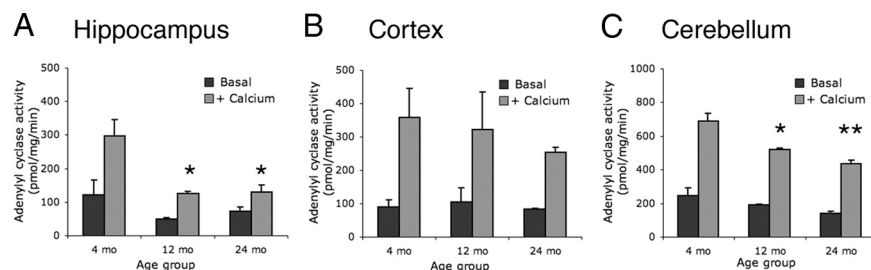 A Hippocampus
Adenylyl cyclase activity
(pmol/mg/min)
500
400
300
200
100
0
Basal
+ Calcium
*
*
4 mo
12 mo
24 mo
Age group
B Cortex
Adenylyl cyclase activity
(pmol/mg/min)
500
400
300
200
100
0
Basal
+ Calcium
4 mo
12 mo
24 mo
Age group
C Cerebellum
Adenylyl cyclase activity
(pmol/mg/min)
1000
800
600
400
200
0
Basal
+ Calcium
*
**
4 mo
12 mo
24 mo
Age group